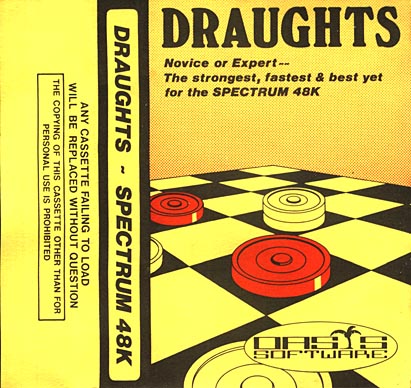 DRAUGHTS
Novice or Expert--
The strongest, fastest & best yet
for the SPECTRUM 48K
DRAUGHTS ~ SPECTRUM 48K
ANY CASSETTE FAILING TO LOAD
WILL BE REPLACED WITHOUT QUESTION
THE COPYING OF THIS CASSETTE OTHER THAN FOR
PERSONAL USE IS PROHIBITED
OASIS
SOFTWARE